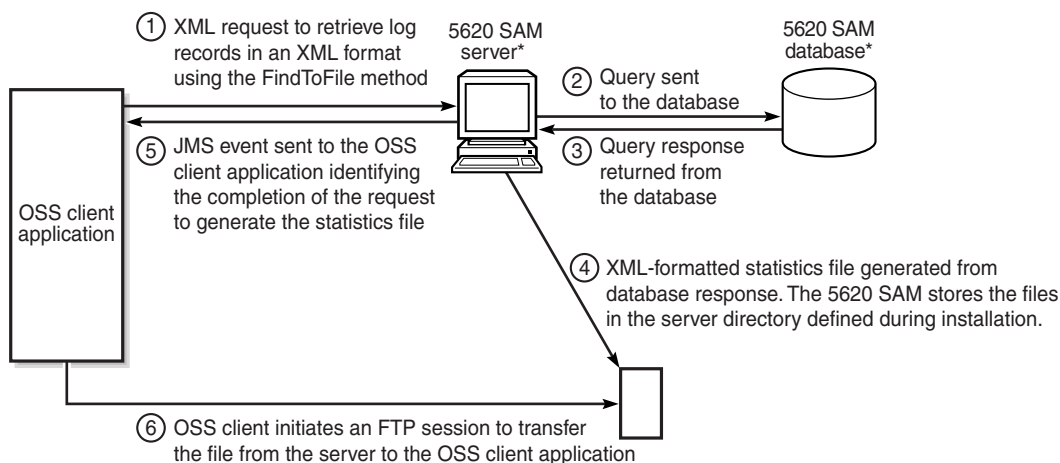 1 XML request to retrieve log
records in an XML format
using the FindToFile method
5620 SAM
server*
5620 SAM
database*
2 Query sent
to the database
5 JMS event sent to the OSS
client application identifying
the completion of the request
to generate the statistics file
3 Query response
returned from
the database
OSS client
application
4 XML-formatted statistics file generated from
database response. The 5620 SAM stores the files
in the server directory defined during installation.
6 OSS client initiates an FTP session to transfer
the file from the server to the OSS client application